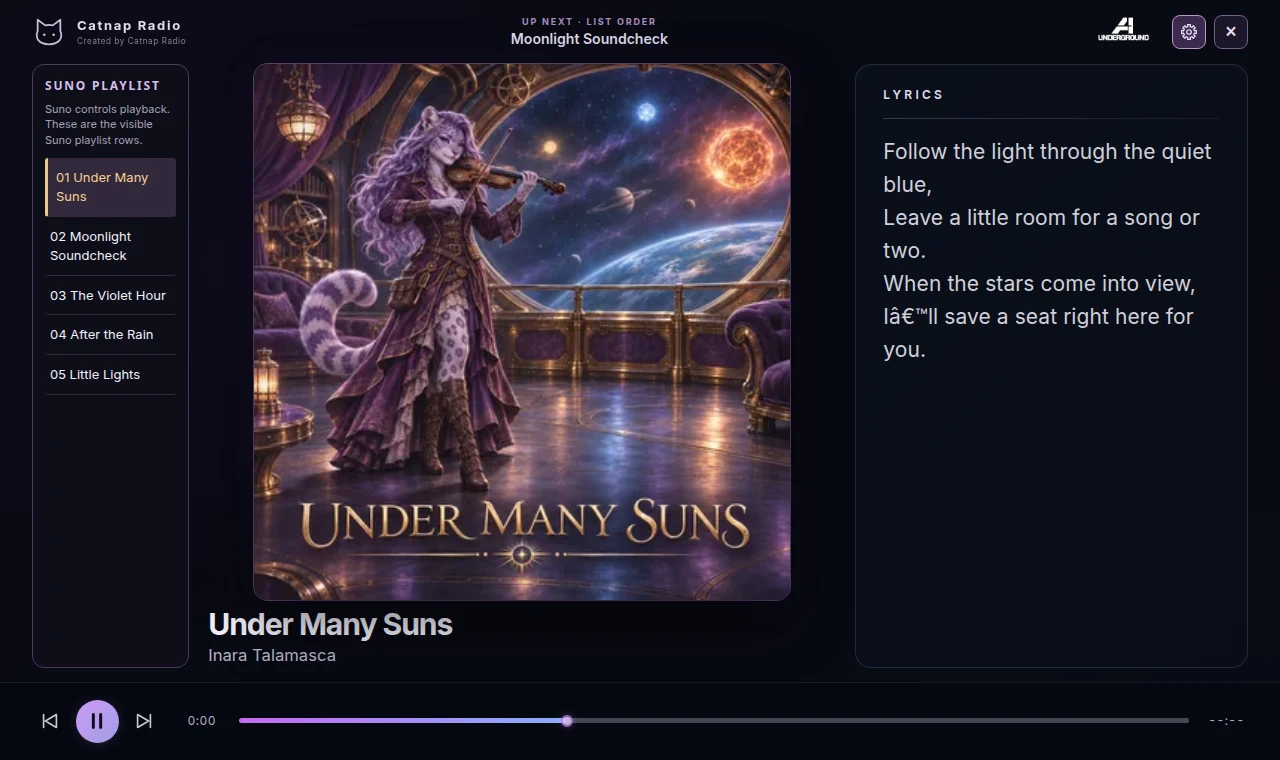 Catnap Radio
Created by Catnap Radio
UP NEXT · LIST ORDER
Moonlight Soundcheck
AI
UNDERGROUND
×
SUNO PLAYLIST
Suno controls playback.
These are the visible
Suno playlist rows.
01 Under Many
Suns
02 Moonlight
Soundcheck
03 The Violet Hour
04 After the Rain
05 Little Lights
UNDER MANY SUNS
Under Many Suns
Inara Talamasca
LYRICS
Follow the light through the quiet
blue,
Leave a little room for a song or
two.
When the stars come into view,
Iâ€™ll save a seat right here for
you.
0:00
--:--